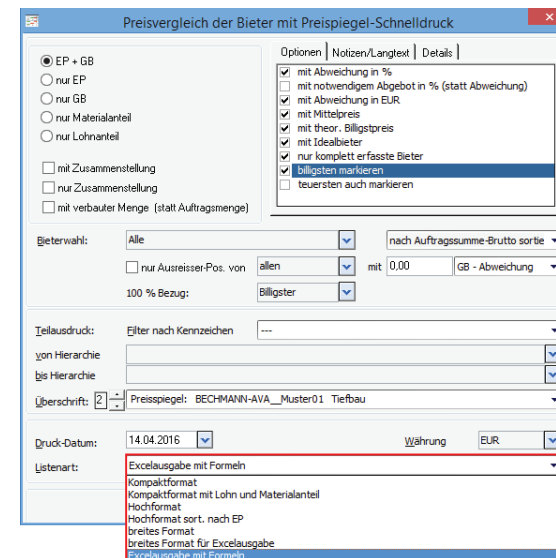 Preisvergleich der Bieter mit Preispiegel-Schnelldruck
EP + GB
nur EP
nur GB
nur Materialanteil
nur Lohnanteil
mit Zusammenstellung
nur Zusammenstellung
mit verbauter Menge (statt Auftragsmenge)
Optionen Notizen/Langtext Details
mit Abweichung in %
mit notwendigem Abgebot in % (statt Abweichung)
mit Abweichung in EUR
mit Mittelpreis
mit theor. Billigstpreis
mit Idealbieter
nur komplett erfasste Bieter
billigsten markieren
teuersten auch markieren
Bieterwahl: Alle nach Auftragssumme-Brutto sortie
nur Ausreisser-Pos. von allen mit 0,00 GB - Abweichung
100 % Bezug: Billigster
Teilausdruck: Filter nach Kennzeichen ---
von Hierarchie
bis Hierarchie
Überschrift: 2 Preisspiegel: BECHMANN-AVA__Muster01 Tiefbau
Druck-Datum: 14.04.2016 Währung EUR
Listenart: Excelausgabe mit Formeln
Kompaktformat
Kompaktformat mit Lohn und Materialanteil
Hochformat
Hochformat sort. nach EP
breites Format
breites Format für Excelausgabe
Excelausgabe mit Formeln